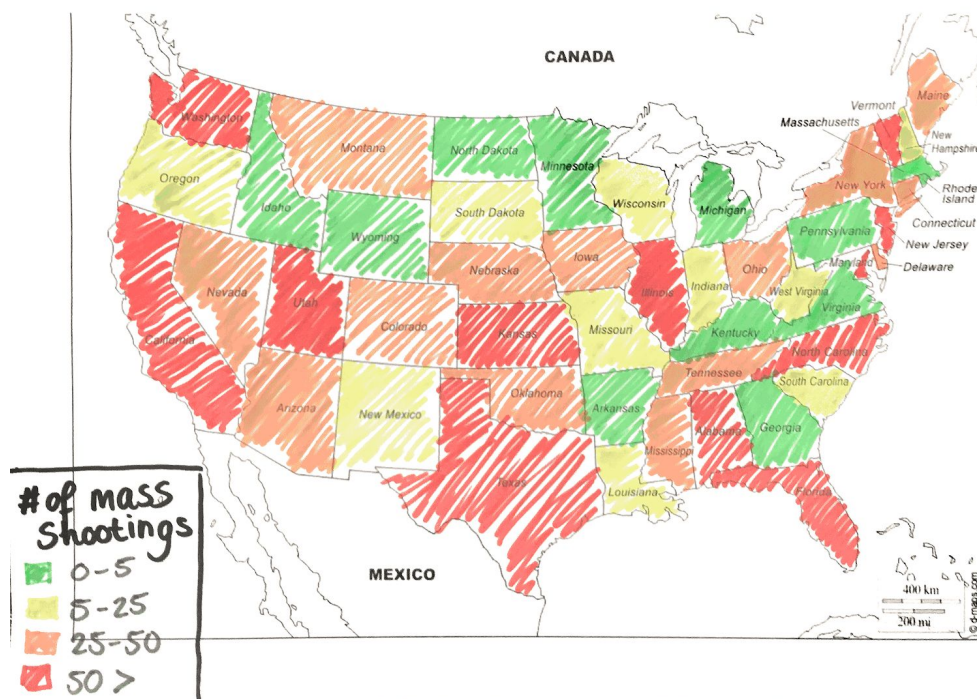 CANADA
Washington
Montana
North Dakota
Minnesota
Vermont
Maine
Massachusetts
New
Hampshire
Oregon
Idaho
Wyoming
South Dakota
Wisconsin
Michigan
New York
Rhode
Island
Connecticut
Pennsylvania
New Jersey
Maryland
Delaware
Nevada
Utah
Colorado
Nebraska
Iowa
Illinois
Indiana
Ohio
West Virginia
Virginia
California
Kansas
Missouri
Kentucky
North Carolina
Tennessee
South Carolina
Arizona
New Mexico
Oklahoma
Arkansas
Mississippi
Alabama
Georgia
Texas
Louisiana
Florida
MEXICO
# of mass
shootings
0-5
5-25
25-50
50 >
400 km
200 mi
© d-maps.com